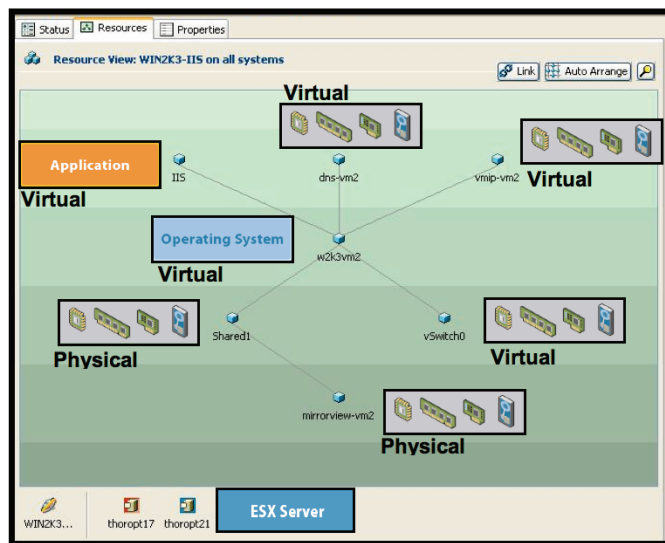 Status Resources Properties
Resource View: WIN2K3-IIS on all systems
Link Auto Arrange
Virtual
Application
Virtual
IIS
dns-vm2
vmip-vm2
Virtual
Operating System
Virtual
w2k3vm2
Shared1
Physical
vSwitch0
Virtual
mirrorview-vm2
Physical
WIN2K3...
thoropt17
thoropt21
ESX Server